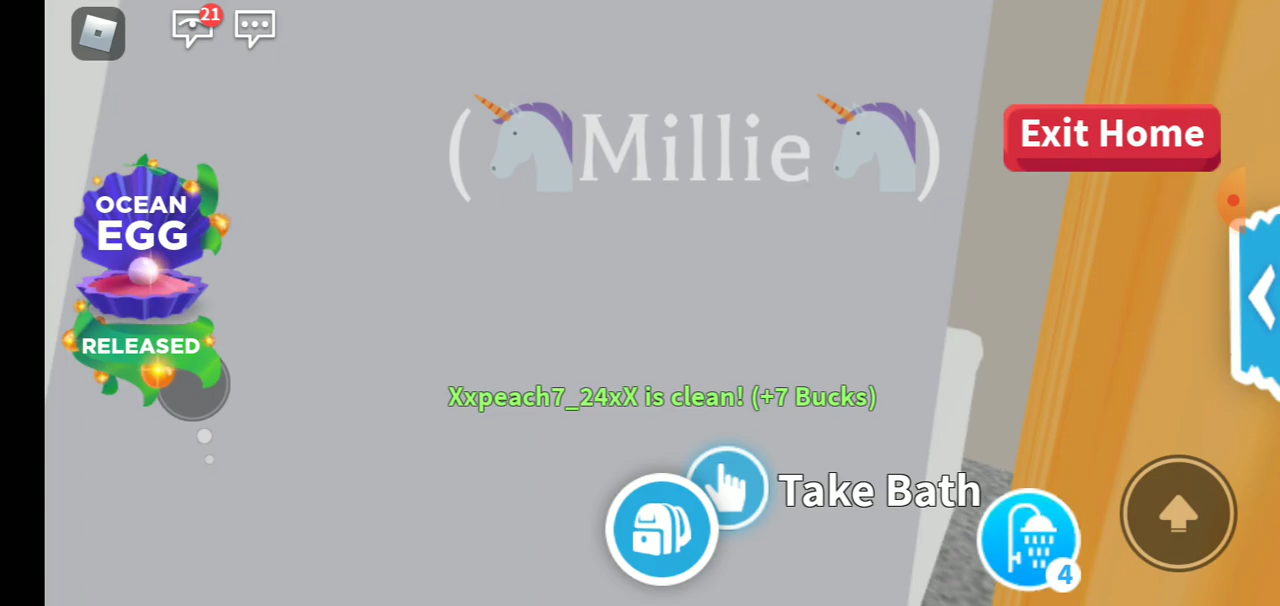 21
(🦄Millie🦄)
Exit Home
OCEAN
EGG
RELEASED
Xxpeach7_24xX is clean! (+7 Bucks)
Take Bath
4